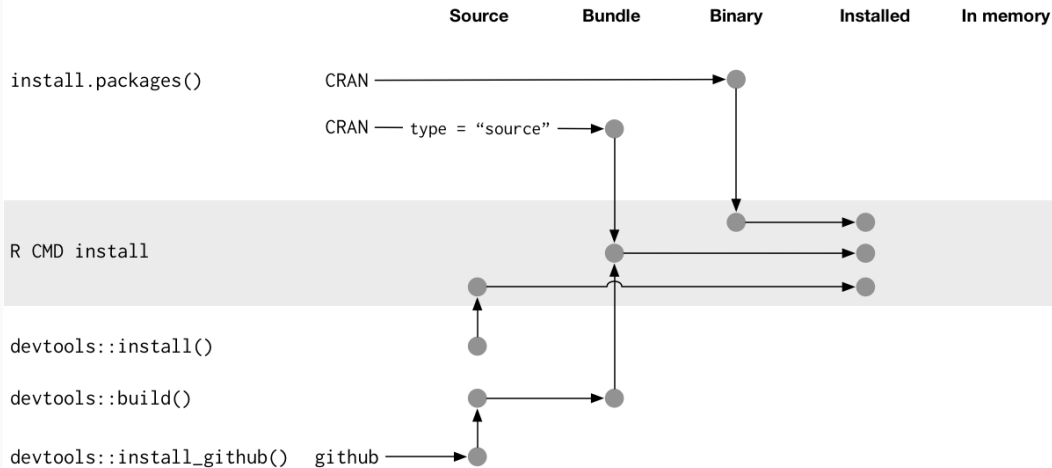 Source Bundle Binary Installed In memory
install.packages() CRAN
CRAN type = “source”
R CMD install
devtools::install()
devtools::build()
devtools::install_github() github